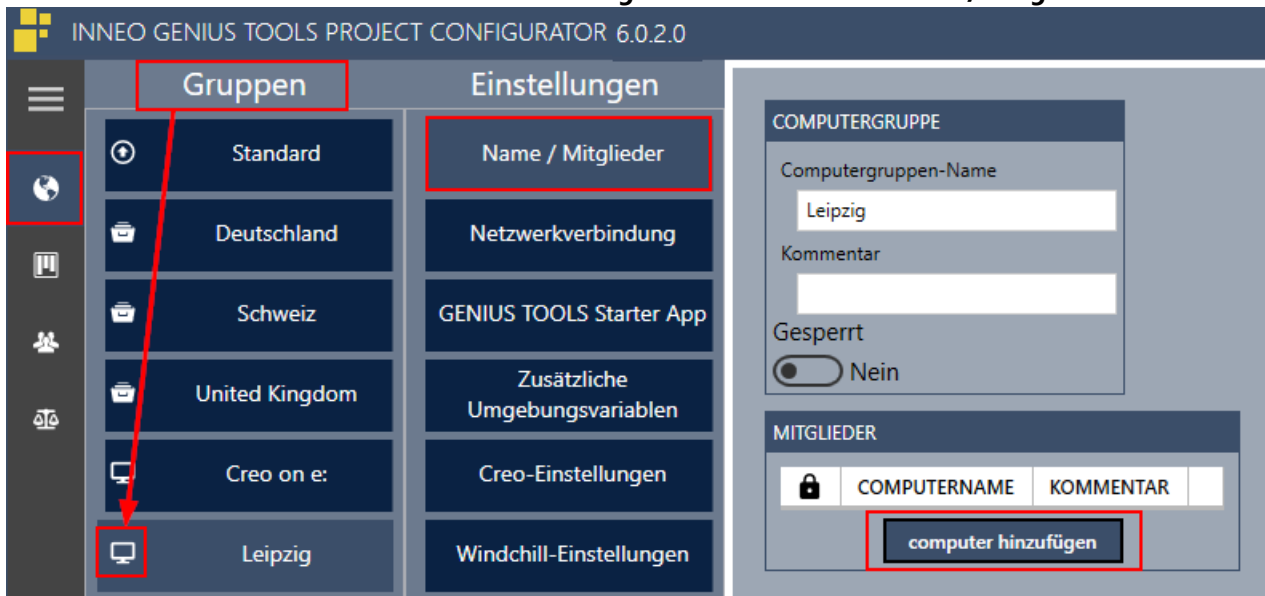 INNEO GENIUS TOOLS PROJECT CONFIGURATOR 6.0.2.0
Gruppen
Standard
Deutschland
Schweiz
United Kingdom
Creo on e:
Leipzig
Einstellungen
Name / Mitglieder
Netzwerkverbindung
GENIUS TOOLS Starter App
Zusätzliche
Umgebungsvariablen
Creo-Einstellungen
Windchill-Einstellungen
COMPUTERGRUPPE
Computergruppen-Name
Leipzig
Kommentar
Gesperrt
Nein
MITGLIEDER
COMPUTERNAME KOMMENTAR
computer hinzufügen